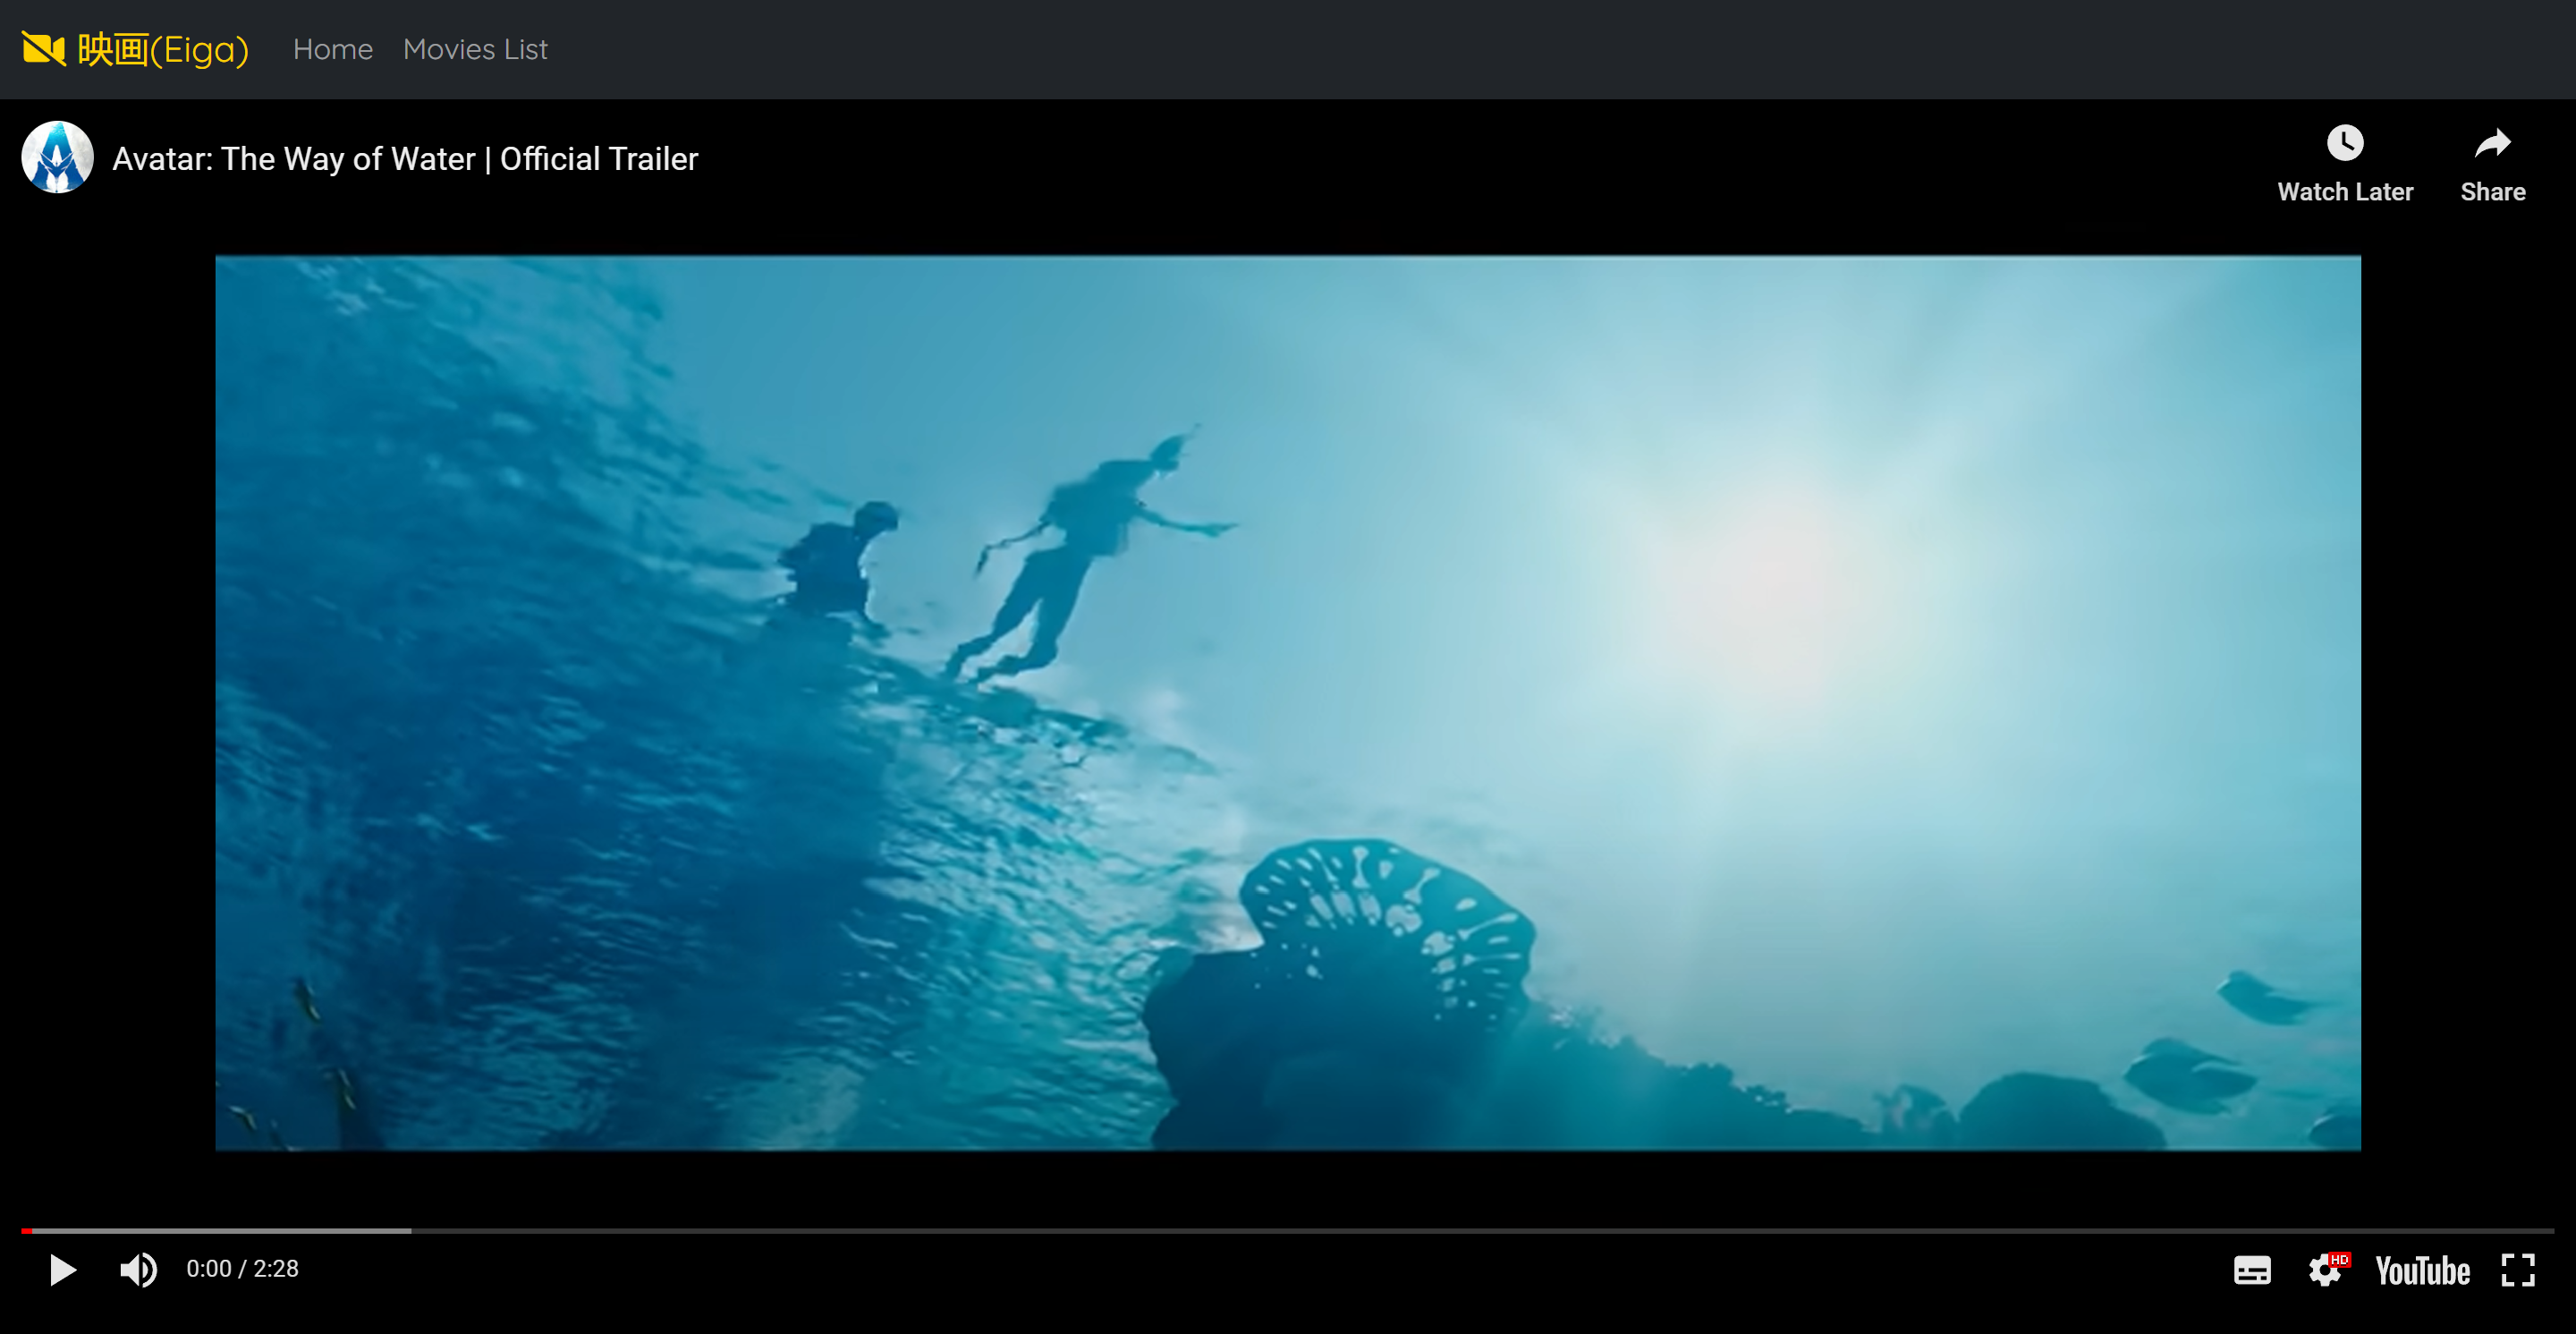 映画(Eiga) Home Movies List
Avatar: The Way of Water | Official Trailer
Watch Later Share
0:00 / 2:28
HD
YouTube